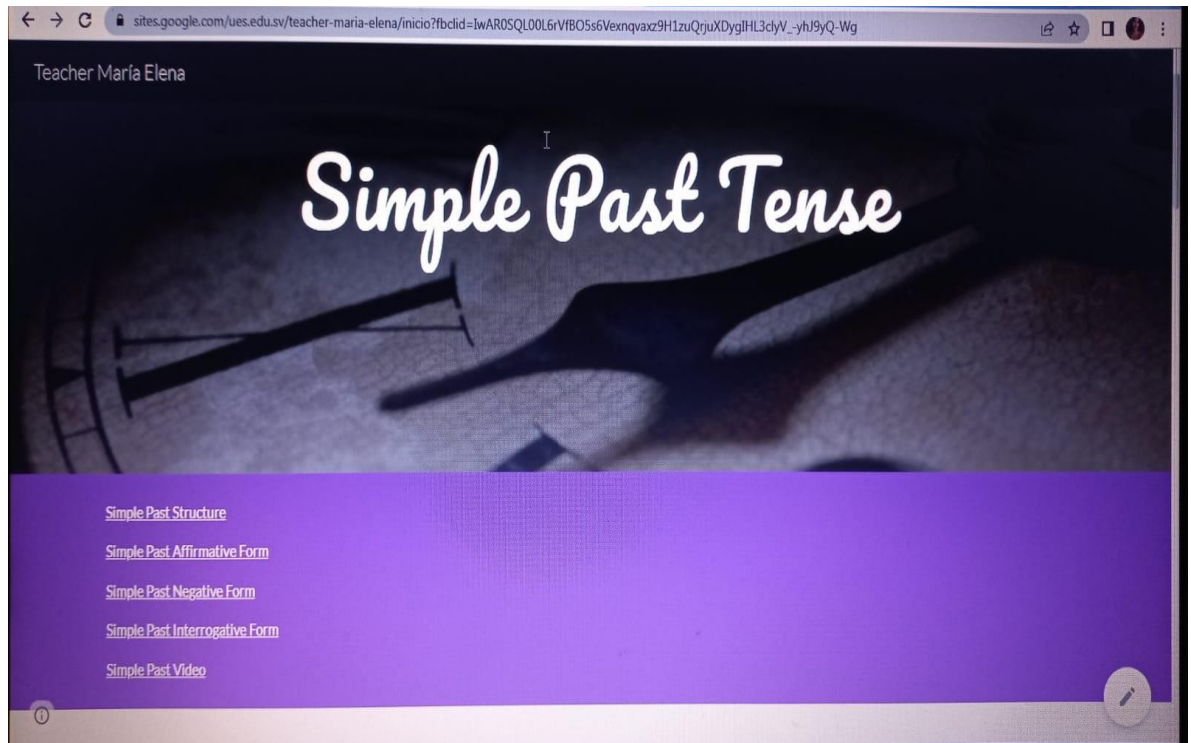 sites.google.com/ues.edu.sv/teacher-maria-elena/inicio?fbclid=IwAR0SQL00L6rVfBO5s6Vexnqvaxz9H1zuQrjuXDygIHL3clyV_-yhJ9yQ-Wg
Teacher María Elena
Simple Past Tense
Simple Past Structure
Simple Past Affirmative Form
Simple Past Negative Form
Simple Past Interrogative Form
Simple Past Video